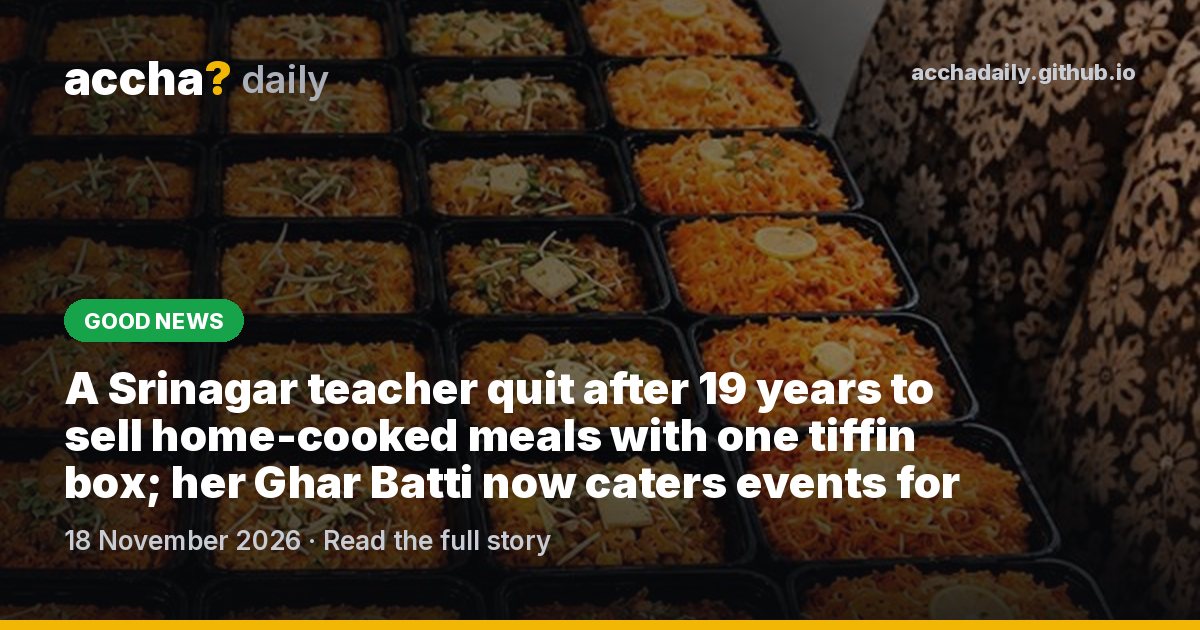 accha? daily
acchadaily.github.io
GOOD NEWS
A Srinagar teacher quit after 19 years to
sell home-cooked meals with one tiffin
box; her Ghar Batti now caters events for
18 November 2026 · Read the full story